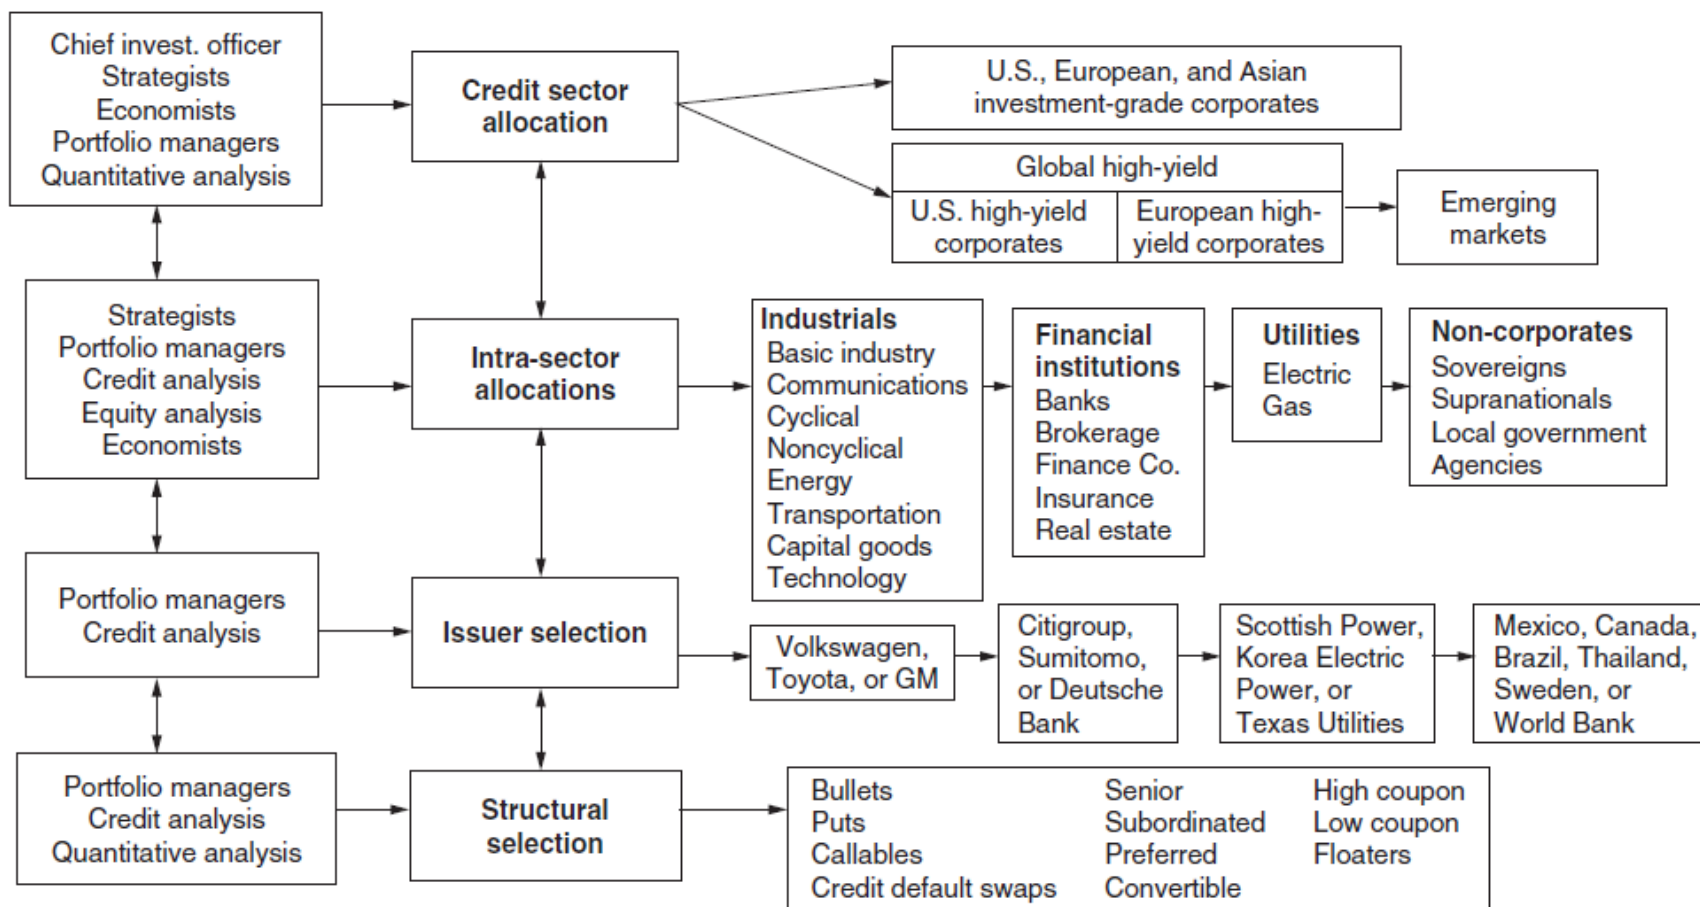 Chief invest. officer
Strategists
Economists
Portfolio managers
Quantitative analysis
Credit sector
allocation
U.S., European, and Asian
investment-grade corporates
Global high-yield
U.S. high-yield
corporates
European high-
yield corporates
Emerging
markets
Strategists
Portfolio managers
Credit analysis
Equity analysis
Economists
Intra-sector
allocations
Industrials
Basic industry
Communications
Cyclical
Noncyclical
Energy
Transportation
Capital goods
Technology
Financial
institutions
Banks
Brokerage
Finance Co.
Insurance
Real estate
Utilities
Electric
Gas
Non-corporates
Sovereigns
Supranationals
Local government
Agencies
Portfolio managers
Credit analysis
Issuer selection
Volkswagen,
Toyota, or GM
Citigroup,
Sumitomo,
or Deutsche
Bank
Scottish Power,
Korea Electric
Power, or
Texas Utilities
Mexico, Canada,
Brazil, Thailand,
Sweden, or
World Bank
Portfolio managers
Credit analysis
Quantitative analysis
Structural
selection
Bullets
Puts
Callables
Credit default swaps
Senior
Subordinated
Preferred
Convertible
High coupon
Low coupon
Floaters